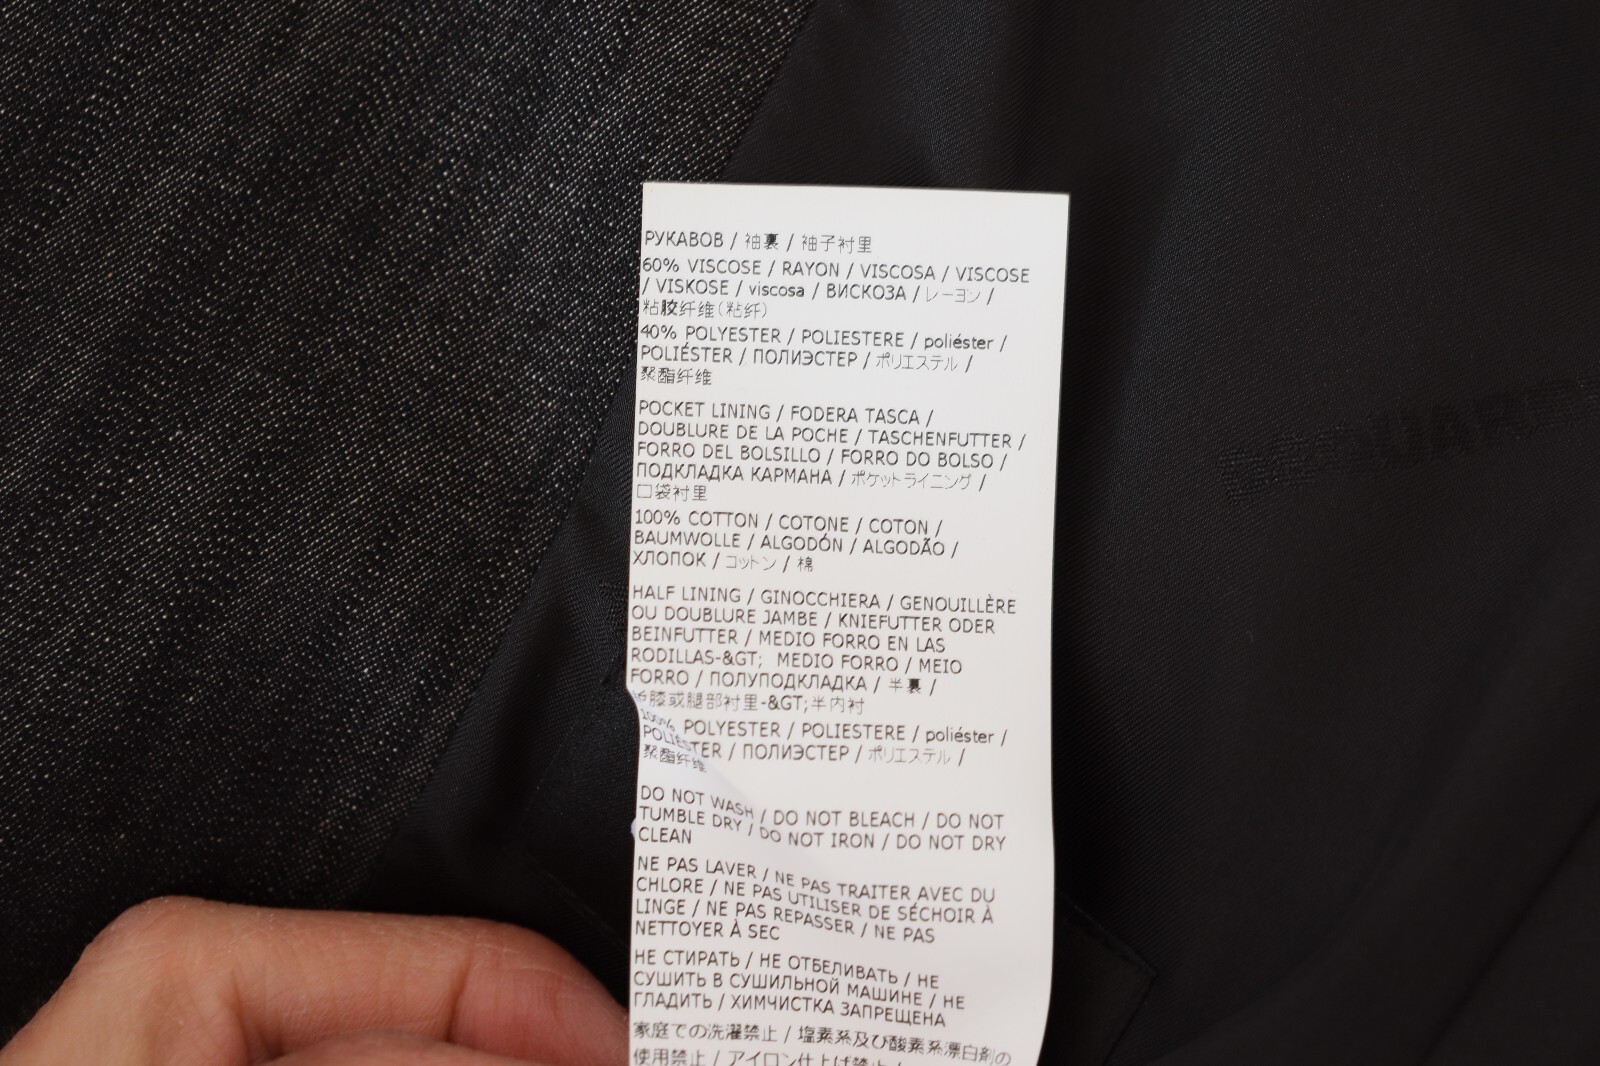 РУКАВОВ / 袖裏 / 袖子衬里
60% VISCOSE / RAYON / VISCOSA / VISCOSE
/ VISKOSE / viscosa / ВИСКОЗА / レーヨン /
粘胶纤维(粘纤)
40% POLYESTER / POLIESTERE / poliéster /
POLIÉSTER / ПОЛИЭСТЕР / ポリエステル /
聚酯纤维
POCKET LINING / FODERA TASCA /
DOUBLURE DE LA POCHE / TASCHENFUTTER /
FORRO DEL BOLSILLO / FORRO DO BOLSO /
ПОДКЛАДКА КАРМАНА / ポケットライニング /
口袋衬里
100% COTTON / COTONE / COTON /
BAUMWOLLE / ALGODÓN / ALGODÃO /
ХЛОПОК / コットン / 棉
HALF LINING / GINOCCHIERA / GENOUILLÈRE
OU DOUBLURE JAMBE / KNIEFUTTER ODER
BEINFUTTER / MEDIO FORRO EN LAS
RODILLAS-&GT; MEDIO FORRO / MEIO
FORRO / ПОЛУПОДКЛАДКА / 半裏 /
膝或腿部衬里-&GT;半内衬
100% POLYESTER / POLIESTERE / poliéster /
POLIÉSTER / ПОЛИЭСТЕР / ポリエステル /
聚酯纤维
DO NOT WASH / DO NOT BLEACH / DO NOT
TUMBLE DRY / DO NOT IRON / DO NOT DRY
CLEAN
NE PAS LAVER / NE PAS TRAITER AVEC DU
CHLORE / NE PAS UTILISER DE SÉCHOIR À
LINGE / NE PAS REPASSER / NE PAS
NETTOYER À SEC
НЕ СТИРАТЬ / НЕ ОТБЕЛИВАТЬ / НЕ
СУШИТЬ В СУШИЛЬНОЙ МАШИНЕ / НЕ
ГЛАДИТЬ / ХИМЧИСТКА ЗАПРЕЩЕНА
家庭での洗濯禁止 / 塩素系及び酸素系漂白剤の
使用禁止 / アイロン仕上げ禁止 /